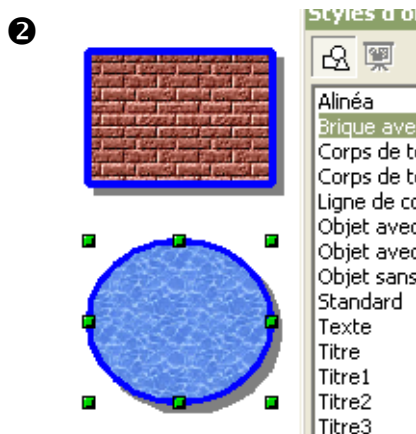 ❷
Styles d'o
Alinéa
Brique ave
Corps de te
Corps de te
Ligne de co
Objet avec
Objet avec
Objet sans
Standard
Texte
Titre
Titre1
Titre2
Titre3